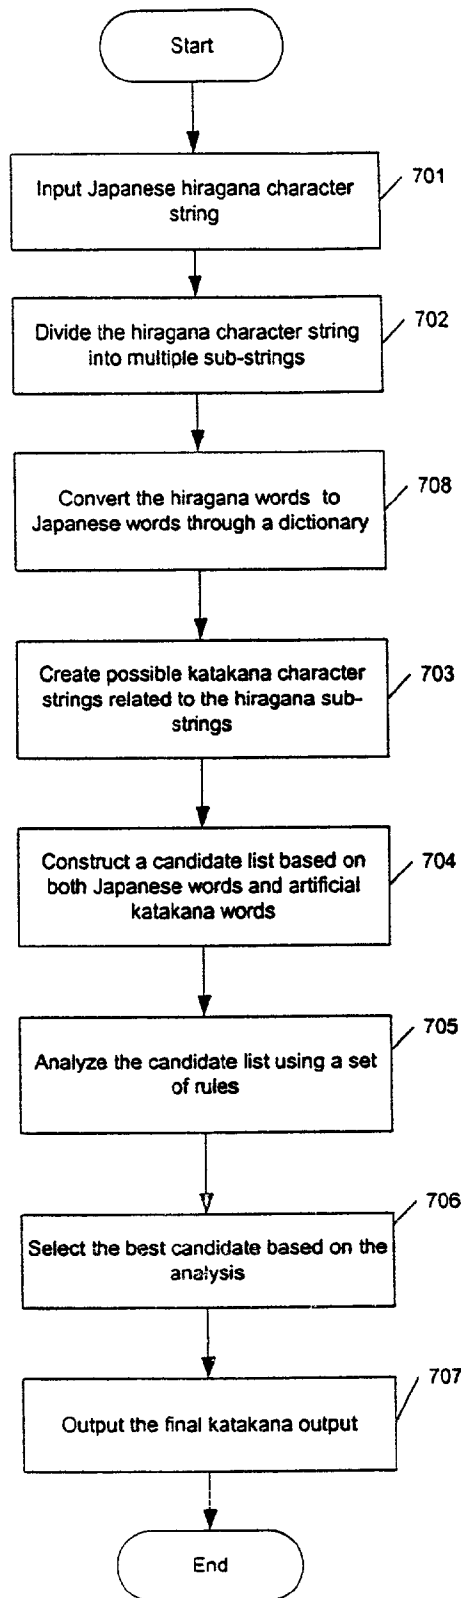 Start
Input Japanese hiragana character
string
701
Divide the hiragana character string
into multiple sub-strings
702
Convert the hiragana words to
Japanese words through a dictionary
708
Create possible katakana character
strings related to the hiragana sub-
strings
703
Construct a candidate list based on
both Japanese words and artificial
katakana words
704
Analyze the candidate list using a set
of rules
705
Select the best candidate based on the
analysis
706
Output the final katakana output
707
End